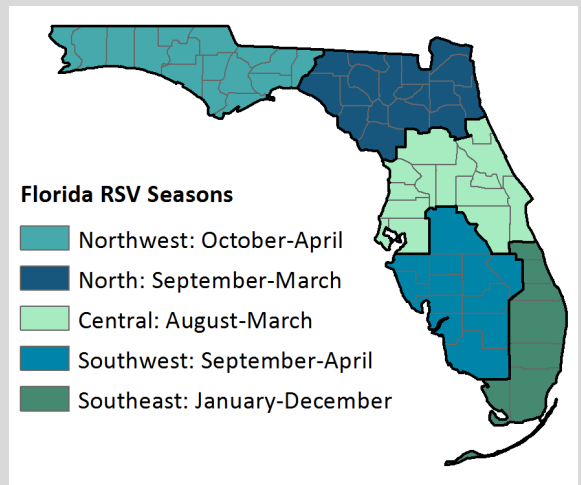 Florida RSV Seasons
Northwest: October-April
North: September-March
Central: August-March
Southwest: September-April
Southeast: January-December